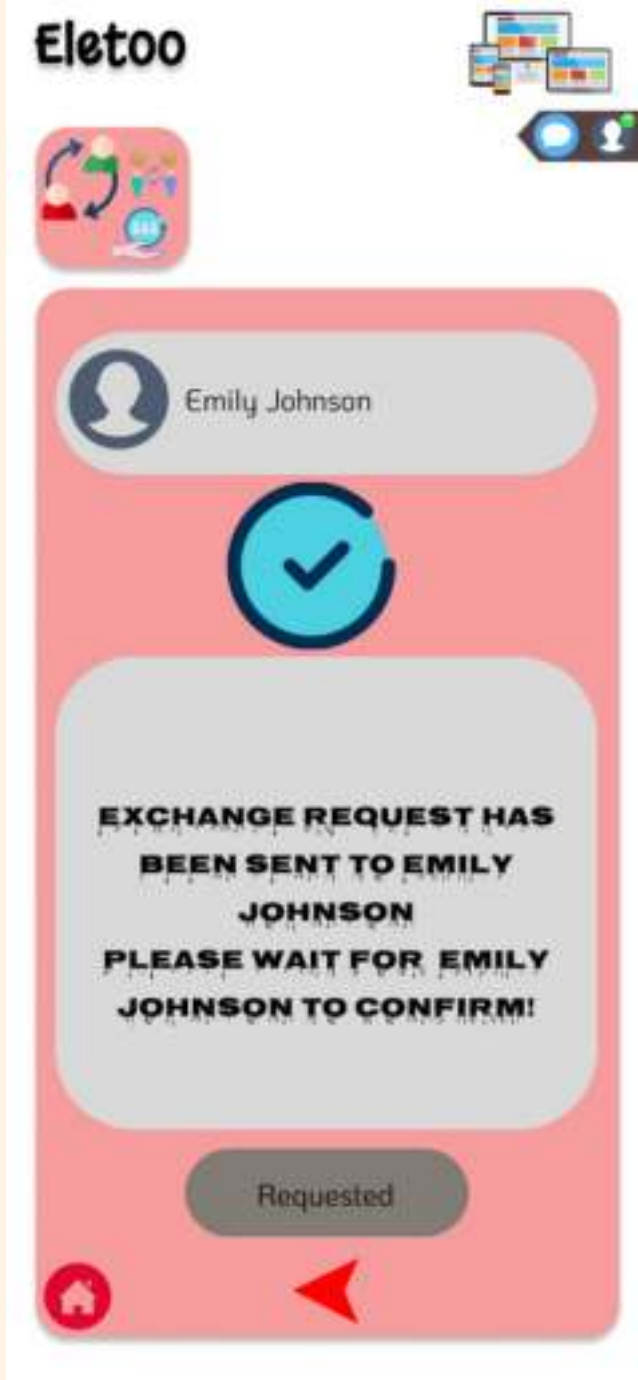 Eletoo
Emily Johnson
EXCHANGE REQUEST HAS
BEEN SENT TO EMILY
JOHNSON
PLEASE WAIT FOR EMILY
JOHNSON TO CONFIRM!
Requested